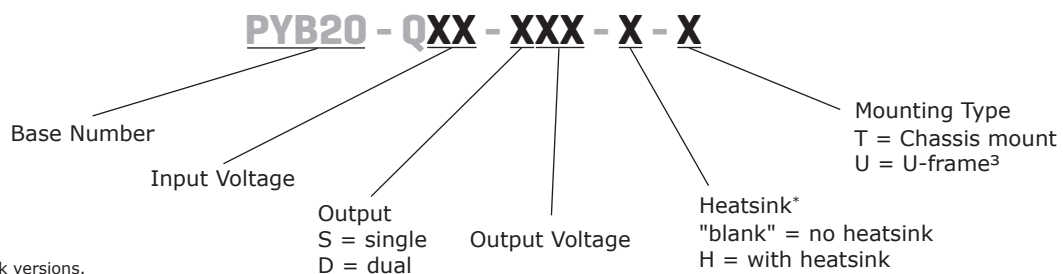 PYB20 - QXX - XXX - X - X
Base Number
Input Voltage
Output
S = single
D = dual
Output Voltage
Heatsink*
"blank" = no heatsink
H = with heatsink
Mounting Type
T = Chassis mount
U = U-frame³
k versions.